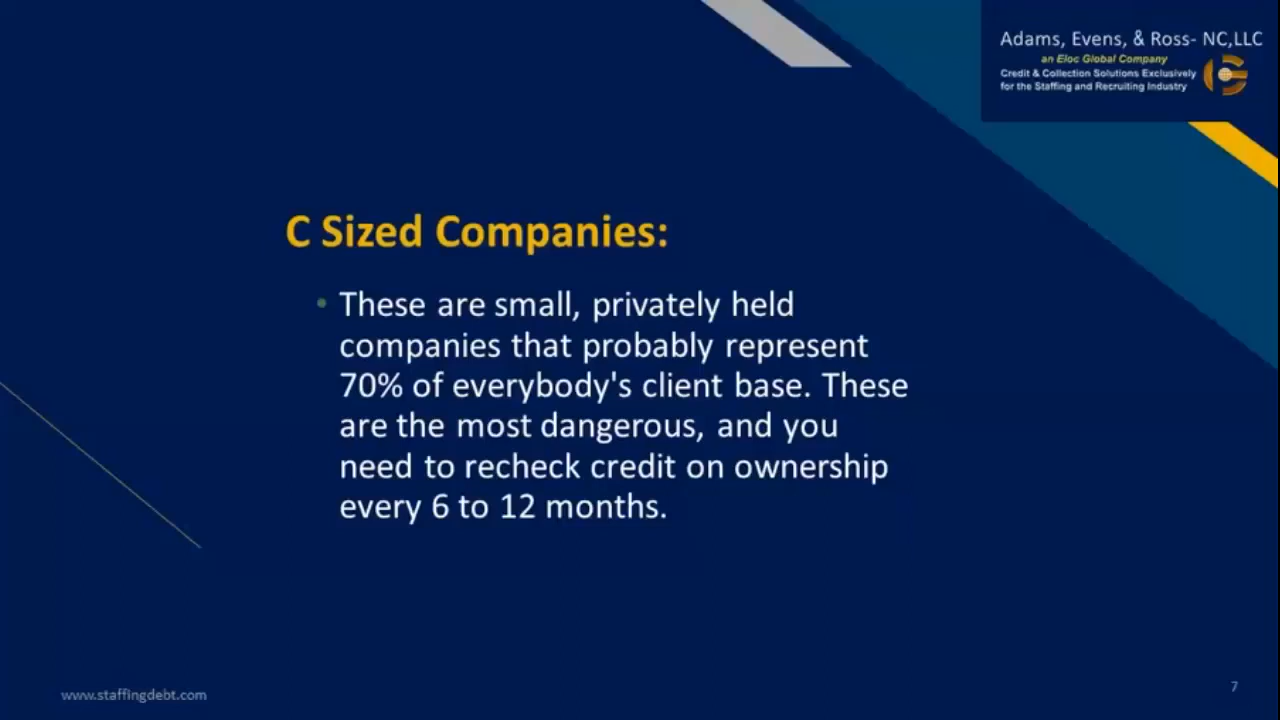 Adams, Evens, & Ross- NC,LLC
an Eloc Global Company
Credit & Collection Solutions Exclusively
for the Staffing and Recruiting Industry
C Sized Companies:
• These are small, privately held
companies that probably represent
70% of everybody's client base. These
are the most dangerous, and you
need to recheck credit on ownership
every 6 to 12 months.
www.staffingdebt.com
7